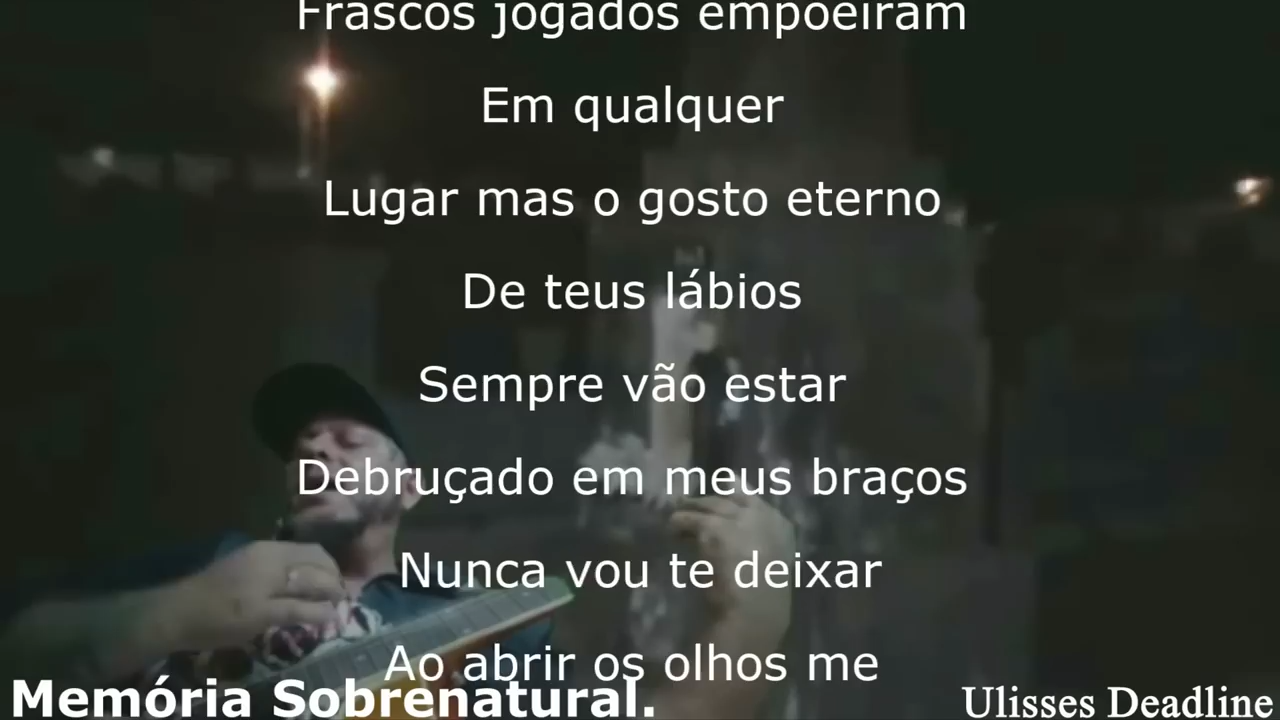 Frascos jogados empoeiram
Em qualquer
Lugar mas o gosto eterno
De teus lábios
Sempre vão estar
Debruçado em meus braços
Nunca vou te deixar
Ao abrir os olhos me
Memória Sobrenatural.
Ulisses Deadline